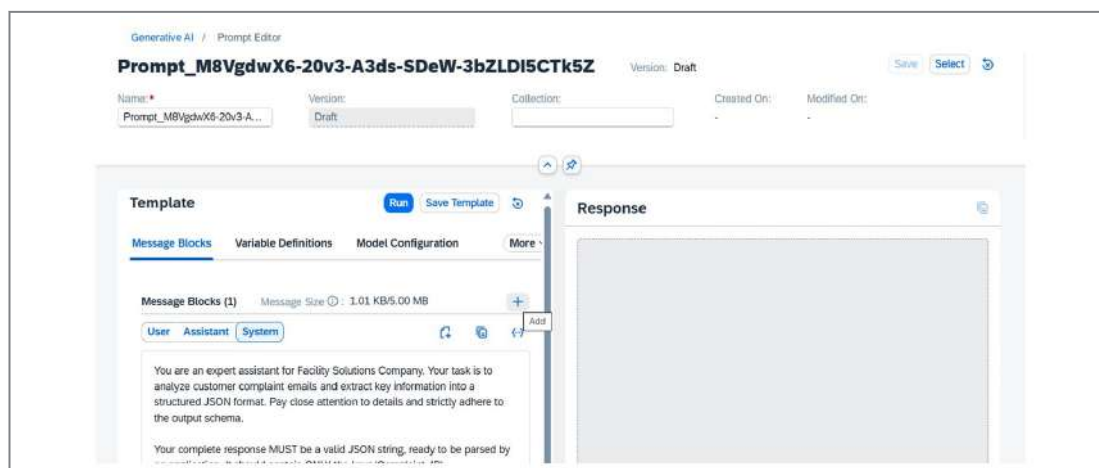 Generative AI / Prompt Editor
Prompt_M8VgdwX6-20v3-A3ds-SDeW-3bZLDl5CTk5Z Version: Draft Save Select
Name:* Version: Collection: Created On: Modified On:
Prompt_M8VgdwX6-20v3-A... Draft - -
Template Run Save Template
Response
Message Blocks Variable Definitions Model Configuration More
Message Blocks (1) Message Size : 1.01 KB/5.00 MB
Add
User Assistant System
You are an expert assistant for Facility Solutions Company. Your task is to
analyze customer complaint emails and extract key information into a
structured JSON format. Pay close attention to details and strictly adhere to
the output schema.
Your complete response MUST be a valid JSON string, ready to be parsed by